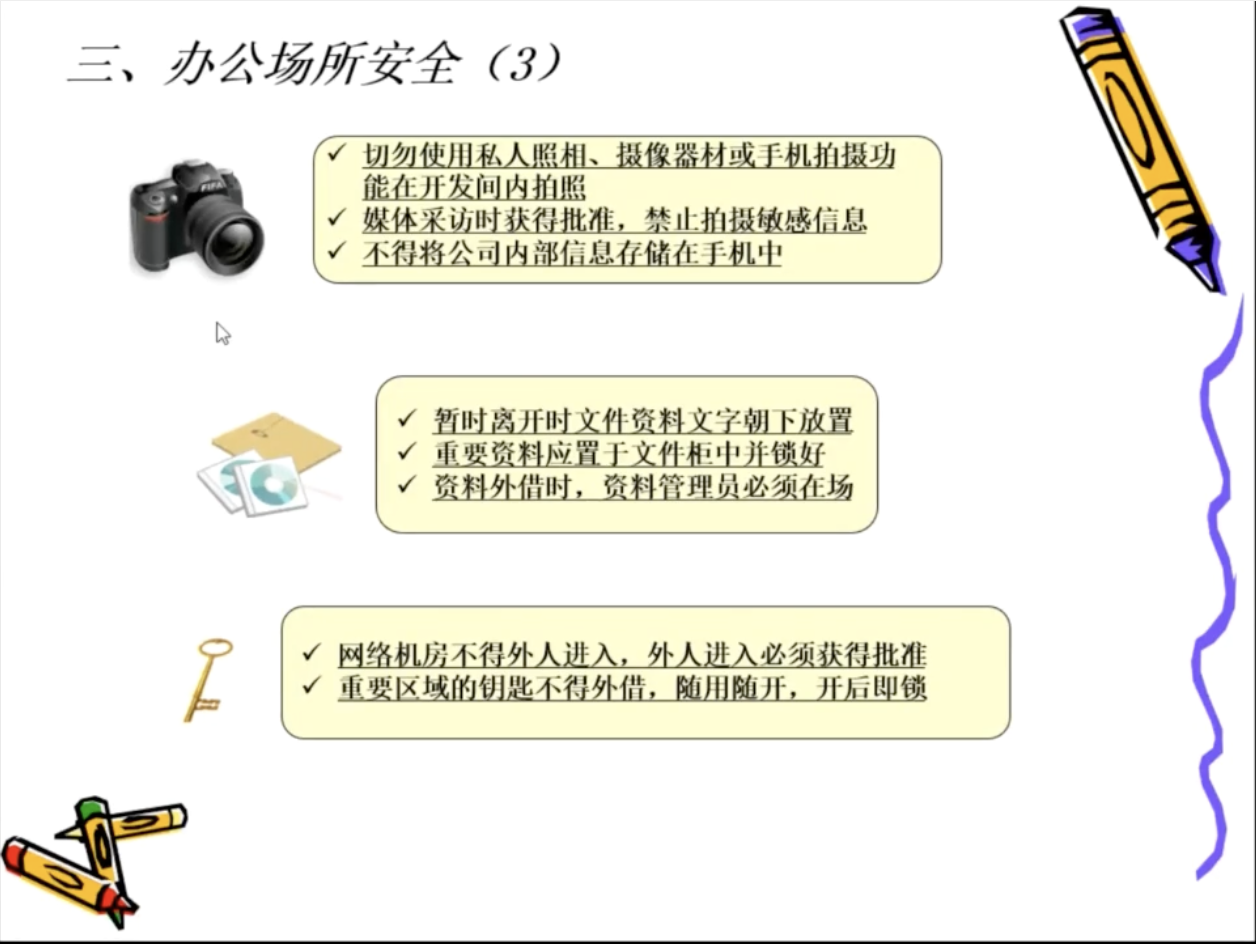 三、办公场所安全（3）
FIFA
✓ 切勿使用私人照相、摄像器材或手机拍摄功
能在开发间内拍照
✓ 媒体采访时获得批准，禁止拍摄敏感信息
✓ 不得将公司内部信息存储在手机中
✓ 暂时离开时文件资料文字朝下放置
✓ 重要资料应置于文件柜中并锁好
✓ 资料外借时，资料管理员必须在场
✓ 网络机房不得外人进入，外人进入必须获得批准
✓ 重要区域的钥匙不得外借，随用随开，开后即锁